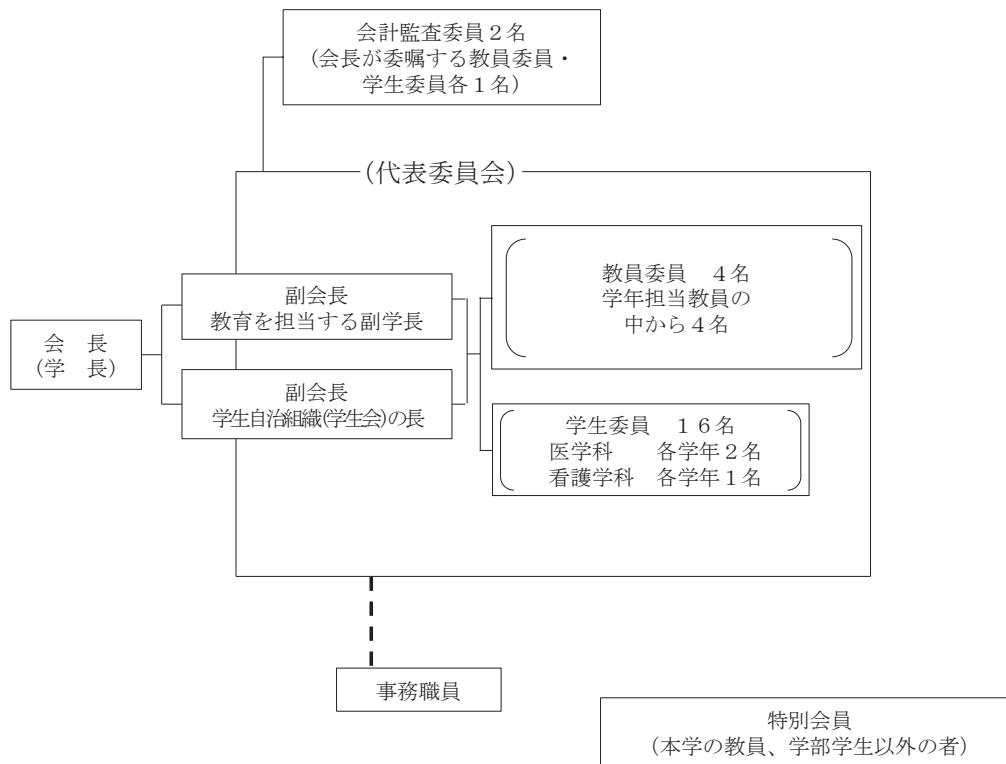 会計監査委員２名
(会長が委嘱する教員委員・
学生委員各１名)
(代表委員会)
教員委員　４名
学年担当教員の
中から４名
副会長
教育を担当する副学長
会　長
(学　長)
副会長
学生自治組織(学生会)の長
学生委員　１６名
医学科　　各学年２名
看護学科　各学年１名
事務職員
特別会員
(本学の教員、学部学生以外の者)